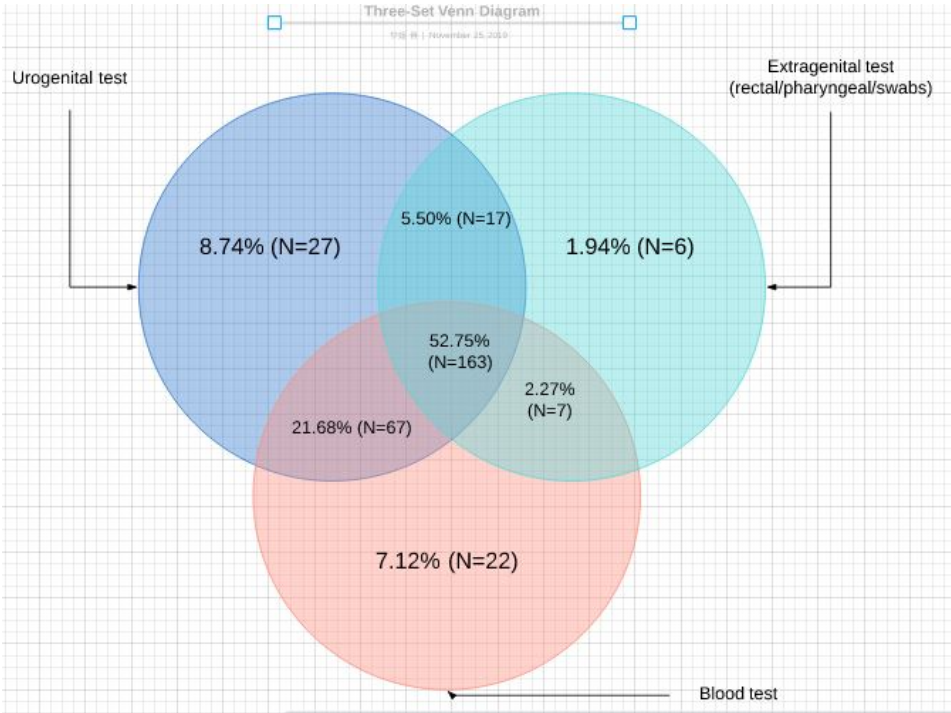 Three-Set Venn Diagram
November 25, 2019
Urogenital test
Extragenital test
(rectal/pharyngeal/swabs)
5.50% (N=17)
8.74% (N=27)
1.94% (N=6)
52.75%
(N=163)
2.27%
(N=7)
21.68% (N=67)
7.12% (N=22)
Blood test